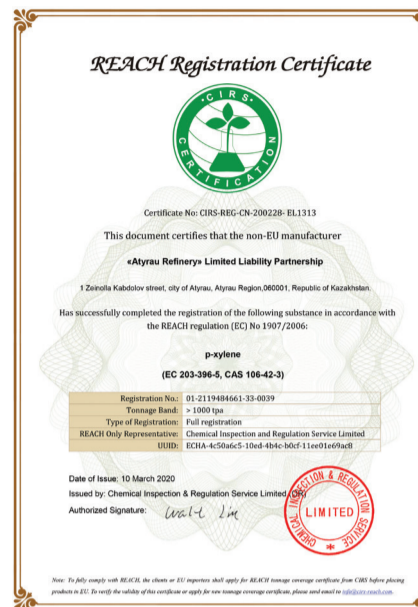 REACH Registration Certificate
·CIRS·
CERTIFICATION
Certificate No: CIRS-REG-CN-200228- EL1313
This document certifies that the non-EU manufacturer
«Atyrau Refinery» Limited Liability Partnership
1 Zeinolla Kabdolov street, city of Atyrau, Atyrau Region,060001, Republic of Kazakhstan.
Has successfully completed the registration of the following substance in accordance with
the REACH regulation (EC) No 1907/2006:
p-xylene
(EC 203-396-5, CAS 106-42-3)
Registration No.: 01-2119484661-33-0039
Tonnage Band: > 1000 tpa
Type of Registration: Full registration
REACH Only Representative: Chemical Inspection and Regulation Service Limited
UUID: ECHA-4c50a6c5-10ed-4b4c-b0cf-11ee01e69ac8
Date of Issue: 10 March 2020
Issued by: Chemical Inspection & Regulation Service Limited (OR)
Authorized Signature:
CHEMICAL INSPECTION & REGULATION
LIMITED
Note: To fully comply with REACH, the clients or EU importers shall apply for REACH tonnage coverage certificate from CIRS before placing
products in EU. To verify the validity of this certificate or apply for new tonnage coverage certificate, please send email to info@cirs-reach.com.